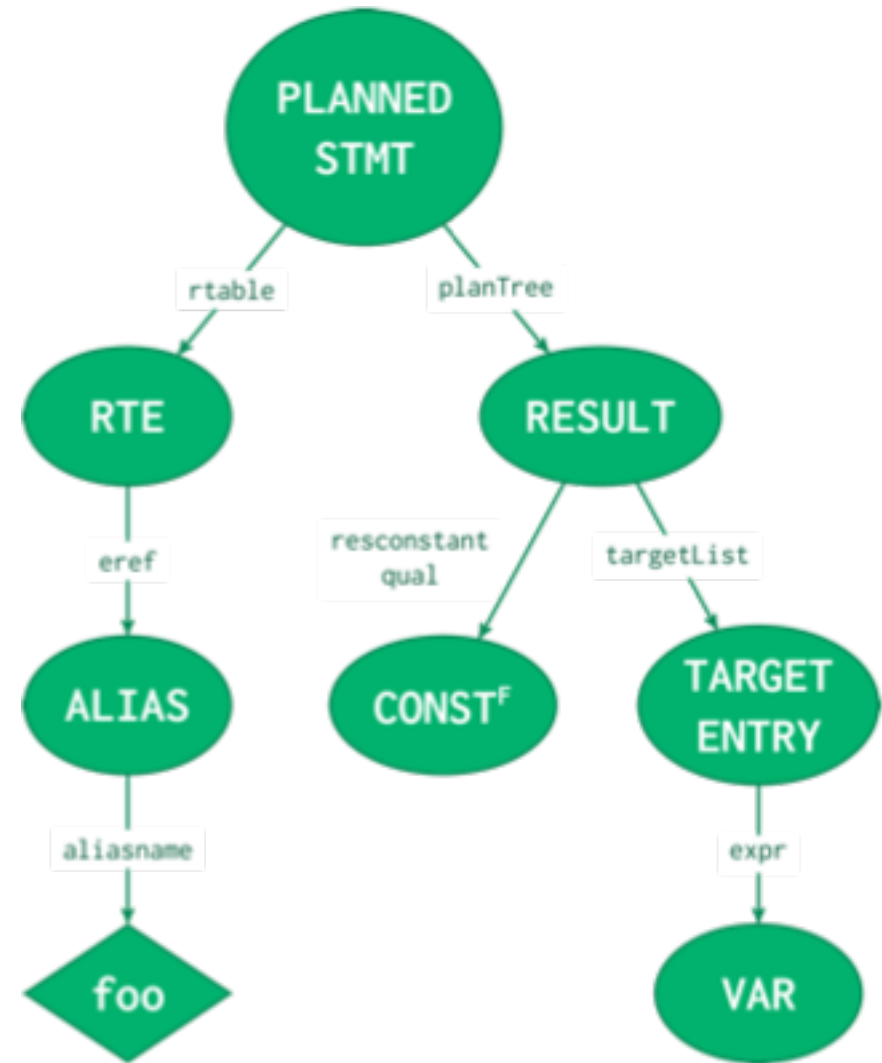 PLANNED
STMT
rtable
planTree
RTE
RESULT
eref
resconstant
qual
targetList
ALIAS
CONSTᶠ
TARGET
ENTRY
aliasname
expr
foo
VAR